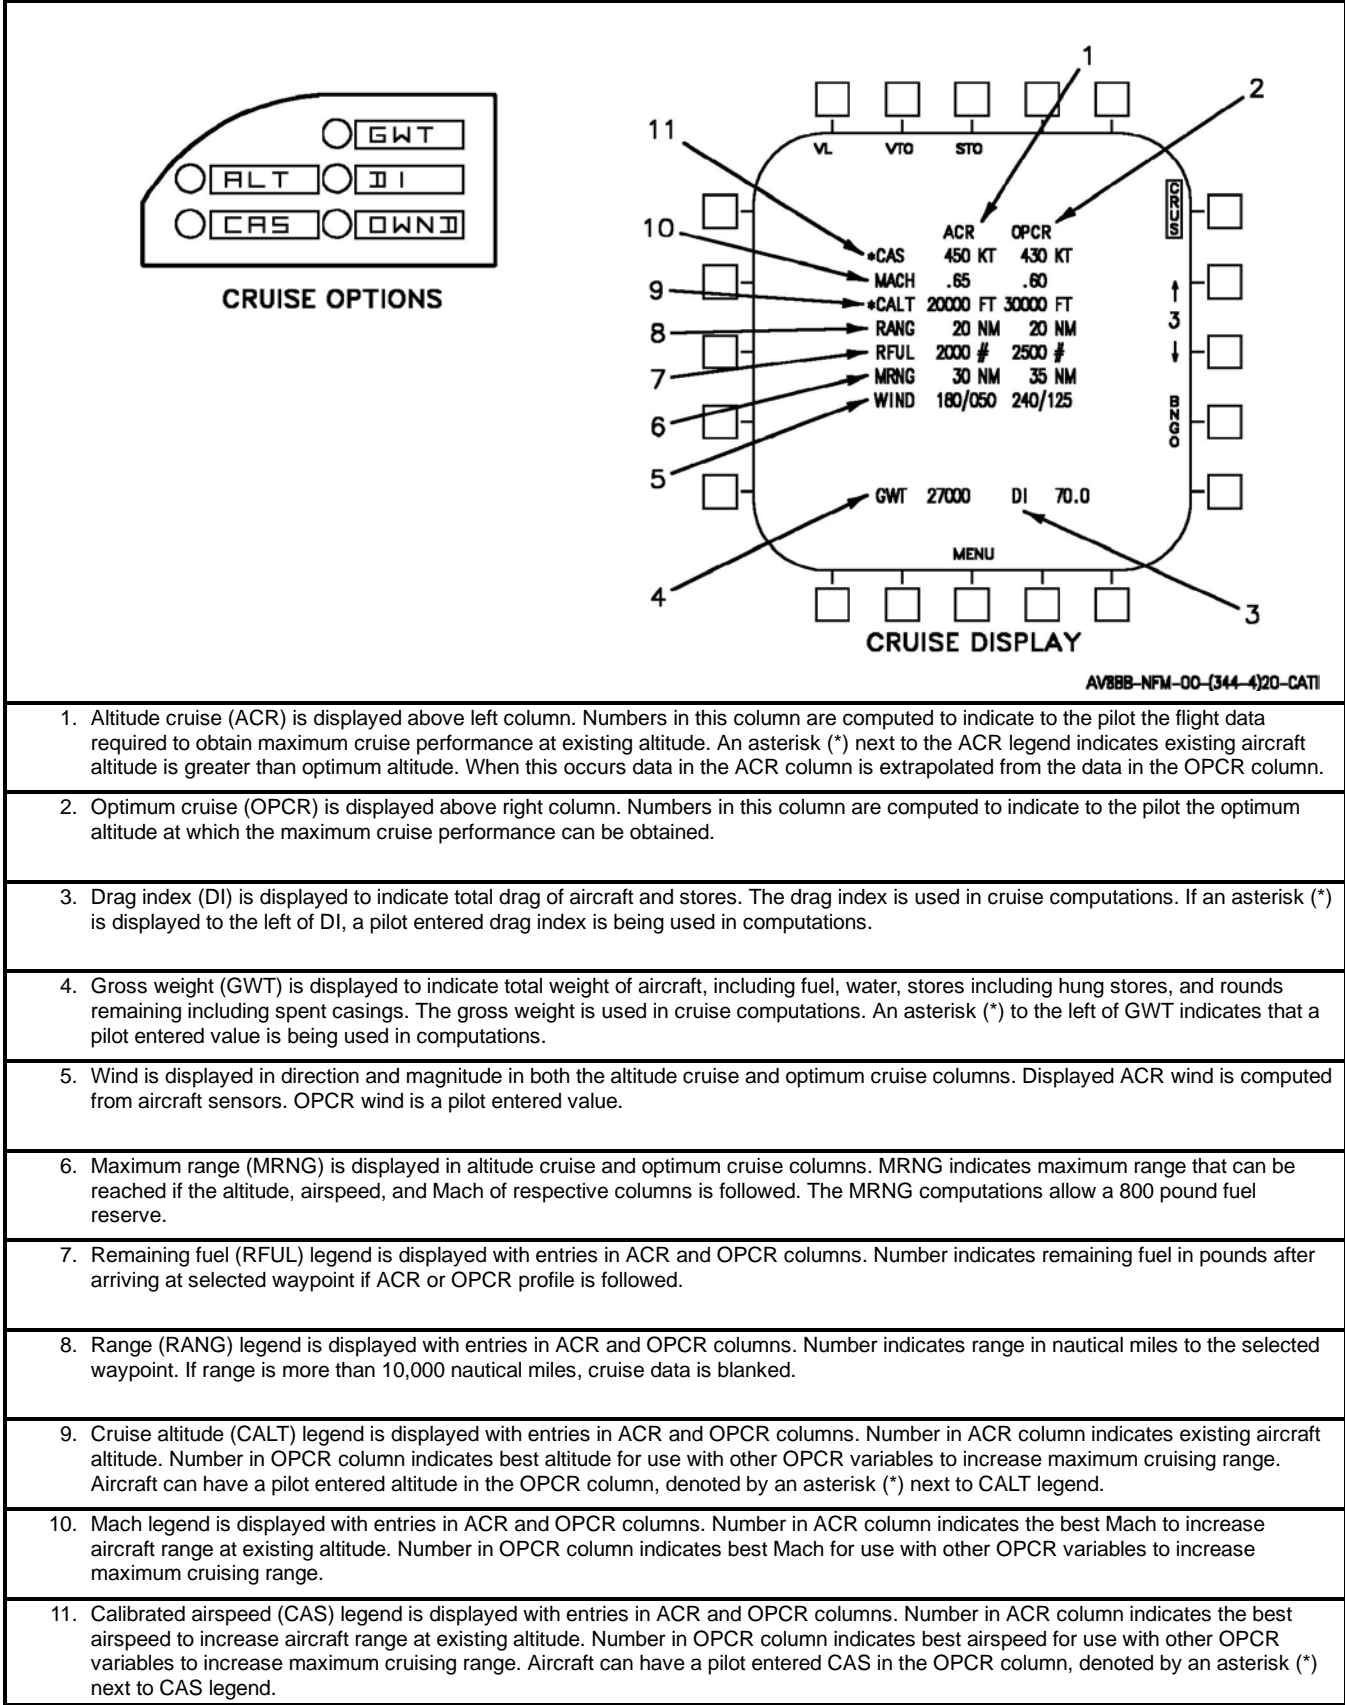 GWT
ALT DI
CAS OWND
CRUISE OPTIONS
1
2
11
VL VTO STO
CRUS
10
ACR OPCR
*CAS 450 KT 430 KT
MACH .65 .60
9
*CALT 20000 FT 30000 FT
↑
3
↓
8
RANG 20 NM 20 NM
RFUL 2000 # 2500 #
7
MRNG 30 NM 35 NM
WIND 180/050 240/125
BNGO
6
5
GWT 27000 DI 70.0
MENU
4
3
CRUISE DISPLAY
AV8BB-NFM-00-(344-4)20-CATI
1. Altitude cruise (ACR) is displayed above left column. Numbers in this column are computed to indicate to the pilot the flight data
required to obtain maximum cruise performance at existing altitude. An asterisk (*) next to the ACR legend indicates existing aircraft
altitude is greater than optimum altitude. When this occurs data in the ACR column is extrapolated from the data in the OPCR column.
2. Optimum cruise (OPCR) is displayed above right column. Numbers in this column are computed to indicate to the pilot the optimum
altitude at which the maximum cruise performance can be obtained.
3. Drag index (DI) is displayed to indicate total drag of aircraft and stores. The drag index is used in cruise computations. If an asterisk (*)
is displayed to the left of DI, a pilot entered drag index is being used in computations.
4. Gross weight (GWT) is displayed to indicate total weight of aircraft, including fuel, water, stores including hung stores, and rounds
remaining including spent casings. The gross weight is used in cruise computations. An asterisk (*) to the left of GWT indicates that a
pilot entered value is being used in computations.
5. Wind is displayed in direction and magnitude in both the altitude cruise and optimum cruise columns. Displayed ACR wind is computed
from aircraft sensors. OPCR wind is a pilot entered value.
6. Maximum range (MRNG) is displayed in altitude cruise and optimum cruise columns. MRNG indicates maximum range that can be
reached if the altitude, airspeed, and Mach of respective columns is followed. The MRNG computations allow a 800 pound fuel
reserve.
7. Remaining fuel (RFUL) legend is displayed with entries in ACR and OPCR columns. Number indicates remaining fuel in pounds after
arriving at selected waypoint if ACR or OPCR profile is followed.
8. Range (RANG) legend is displayed with entries in ACR and OPCR columns. Number indicates range in nautical miles to the selected
waypoint. If range is more than 10,000 nautical miles, cruise data is blanked.
9. Cruise altitude (CALT) legend is displayed with entries in ACR and OPCR columns. Number in ACR column indicates existing aircraft
altitude. Number in OPCR column indicates best altitude for use with other OPCR variables to increase maximum cruising range.
Aircraft can have a pilot entered altitude in the OPCR column, denoted by an asterisk (*) next to CALT legend.
10. Mach legend is displayed with entries in ACR and OPCR columns. Number in ACR column indicates the best Mach to increase
aircraft range at existing altitude. Number in OPCR column indicates best Mach for use with other OPCR variables to increase
maximum cruising range.
11. Calibrated airspeed (CAS) legend is displayed with entries in ACR and OPCR columns. Number in ACR column indicates the best
airspeed to increase aircraft range at existing altitude. Number in OPCR column indicates best airspeed for use with other OPCR
variables to increase maximum cruising range. Aircraft can have a pilot entered CAS in the OPCR column, denoted by an asterisk (*)
next to CAS legend.